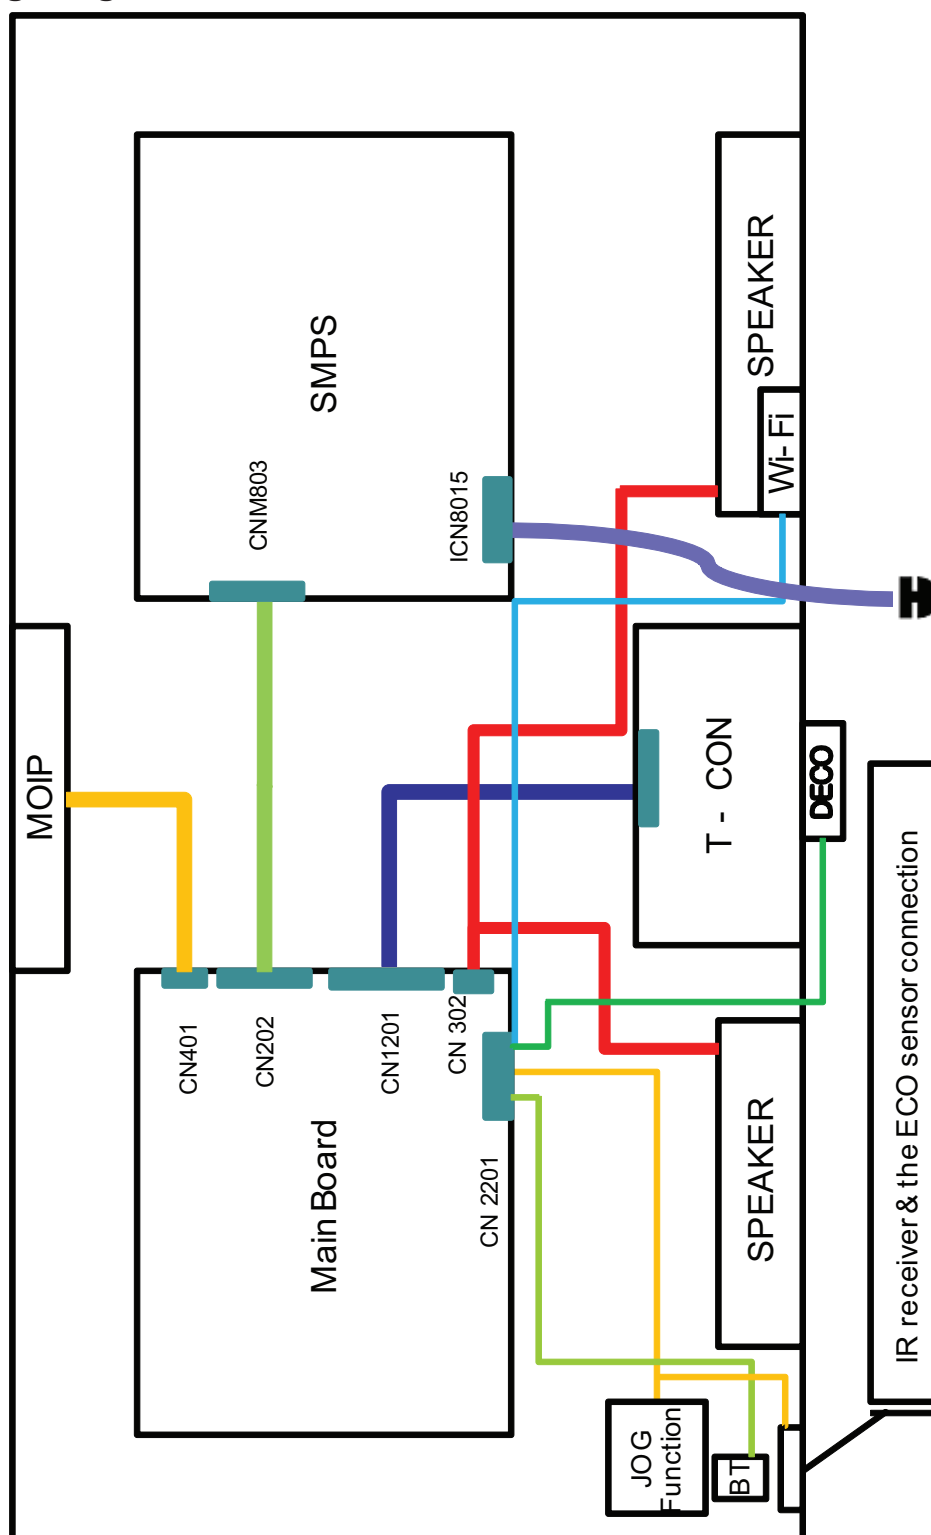 SMPS
CNM803
ICN8015
SPEAKER
Wi-Fi
MOIP
T - CON
DECO
CN401
CN202
CN1201
CN 302
CN 2201
Main Board
SPEAKER
JOG
Function
BT
IR receiver & the ECO sensor connection